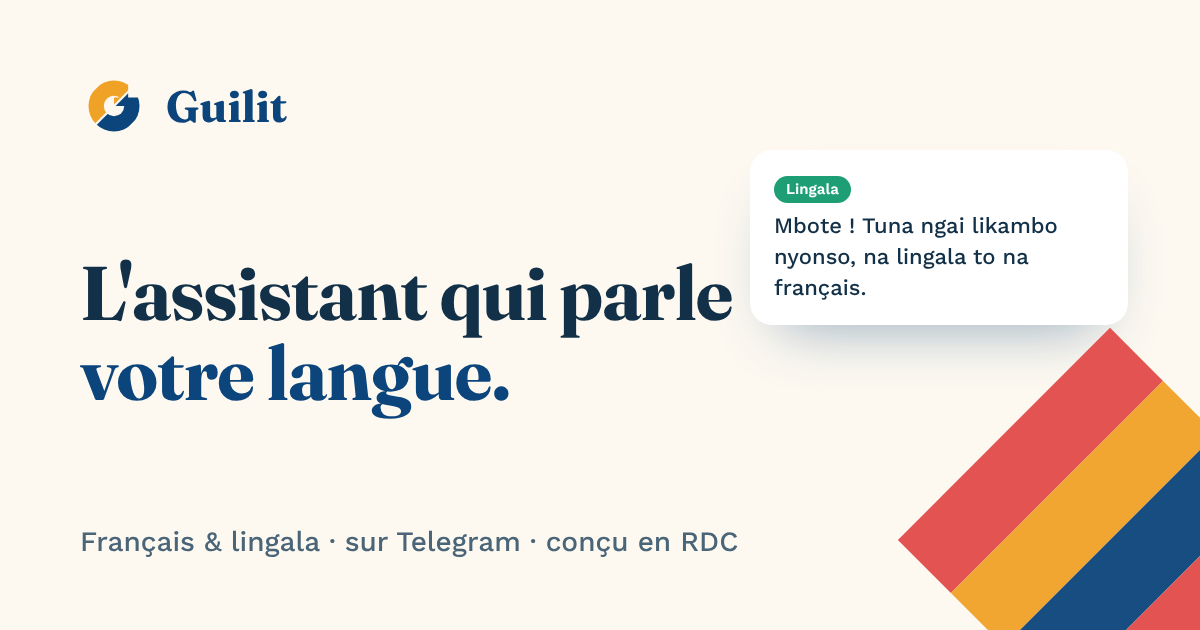 Guilit
Lingala
Mbote ! Tuna ngai likambo
nyonso, na lingala to na
français.
L'assistant qui parle
votre langue.
Français & lingala · sur Telegram · conçu en RDC